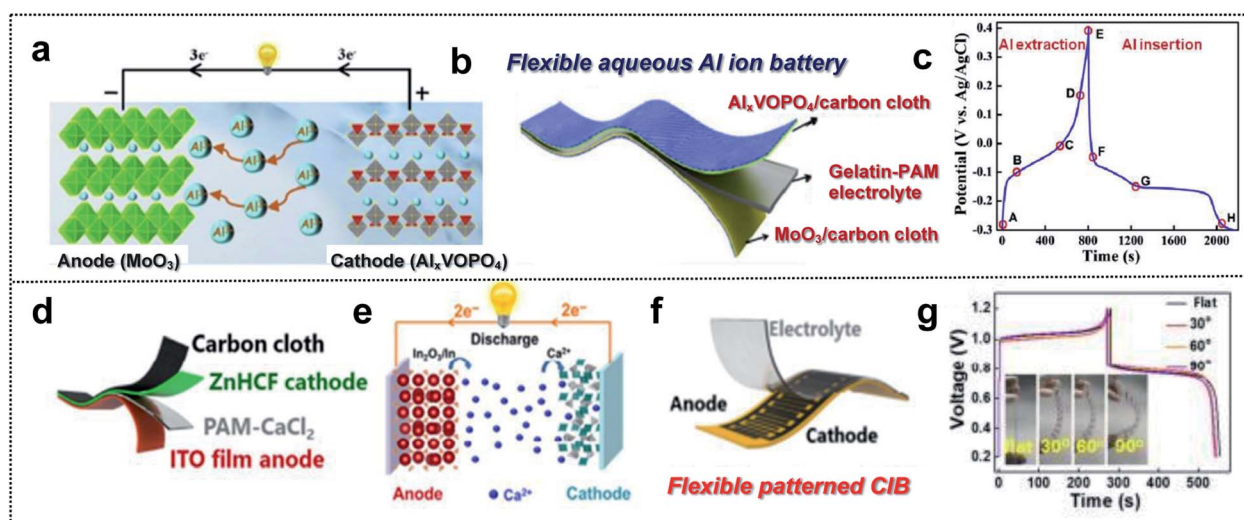 a
3e⁻
3e⁻
−
+
Al³⁺
Al³⁺
Al³⁺
Al³⁺
Al³⁺
Al³⁺
Al³⁺
Al³⁺
Al³⁺
Anode (MoO₃)
Cathode (AlₓVOPO₄)
b
Flexible aqueous Al ion battery
AlₓVOPO₄/carbon cloth
Gelatin-PAM
electrolyte
MoO₃/carbon cloth
c
Potential (V vs. Ag/AgCl)
0.4
0.3
0.2
0.1
0.0
-0.1
-0.2
-0.3
Al extraction
Al insertion
A
B
C
D
E
F
G
H
0
400
800
1200
1600
2000
Time (s)
d
Carbon cloth
ZnHCF cathode
PAM-CaCl₂
ITO film anode
e
2e⁻
2e⁻
Discharge
In₂O₃/In
Ca²⁺
Anode
Ca²⁺
Cathode
f
Electrolyte
Anode
Cathode
Flexible patterned CIB
g
Voltage (V)
1.2
1.0
0.8
0.6
0.4
0.2
Flat
30°
60°
90°
flat
30°
60°
90°
0
100
200
300
400
500
Time (s)